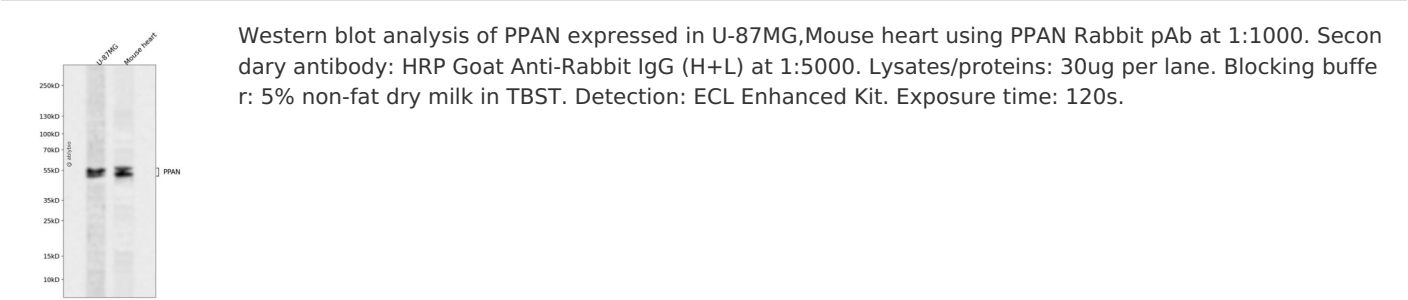 U-87MG
Mouse heart
250kD
130kD
100kD
70kD
55kD
35kD
25kD
15kD
10kD
PPAN
Western blot analysis of PPAN expressed in U-87MG,Mouse heart using PPAN Rabbit pAb at 1:1000. Secon
dary antibody: HRP Goat Anti-Rabbit IgG (H+L) at 1:5000. Lysates/proteins: 30ug per lane. Blocking buffe
r: 5% non-fat dry milk in TBST. Detection: ECL Enhanced Kit. Exposure time: 120s.